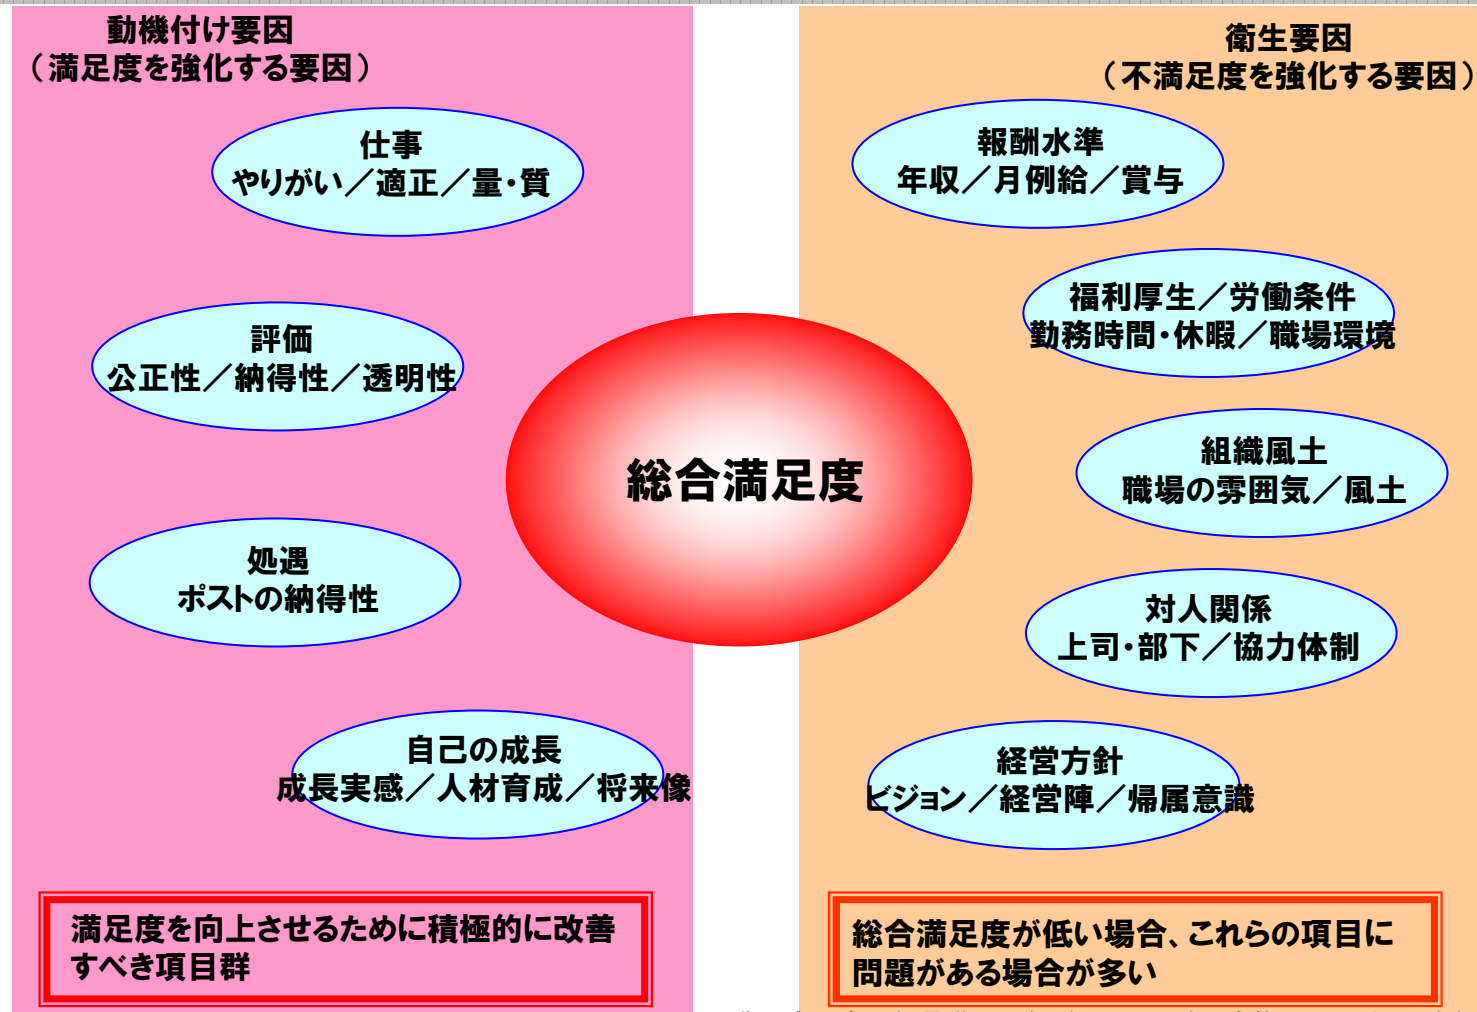 動機付け要因
（満足度を強化する要因）
仕事
やりがい／適正／量・質
評価
公正性／納得性／透明性
処遇
ポストの納得性
自己の成長
成長実感／人材育成／将来像
満足度を向上させるために積極的に改善
すべき項目群
総合満足度
衛生要因
（不満足度を強化する要因）
報酬水準
年収／月例給／賞与
福利厚生／労働条件
勤務時間・休暇／職場環境
組織風土
職場の雰囲気／風土
対人関係
上司・部下／協力体制
経営方針
ビジョン／経営陣／帰属意識
総合満足度が低い場合、これらの項目に
問題がある場合が多い